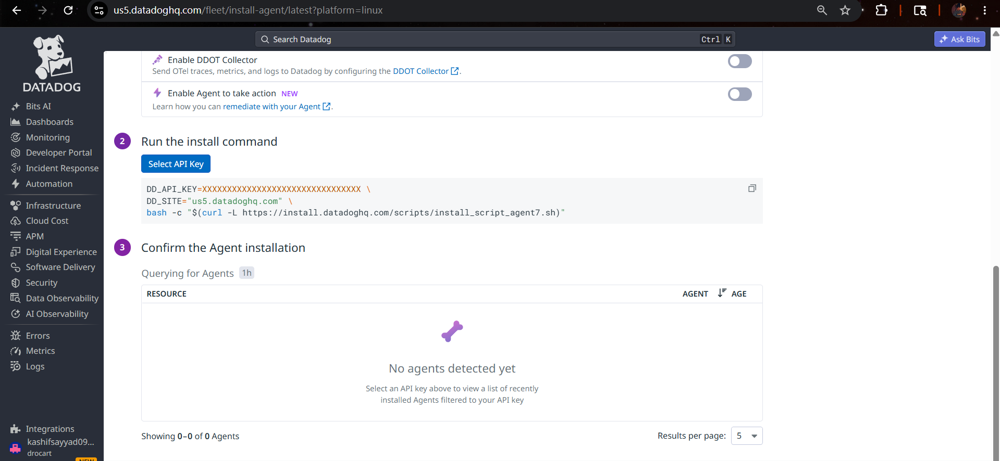 us5.datadoghq.com/fleet/install-agent/latest?platform=linux
DATADOG
Search Datadog
Ctrl K
Ask Bits
Bits AI
Dashboards
Monitoring
Developer Portal
Incident Response
Automation
Infrastructure
Cloud Cost
APM
Digital Experience
Software Delivery
Security
Data Observability
AI Observability
Errors
Metrics
Logs
Integrations
kashifsayyad09...
drocart
NEW
Enable DDOT Collector
Send OTel traces, metrics, and logs to Datadog by configuring the DDOT Collector.
Enable Agent to take action NEW
Learn how you can remediate with your Agent.
2 Run the install command
Select API Key
DD_API_KEY=XXXXXXXXXXXXXXXXXXXXXXXXXXXXXXXX \
DD_SITE="us5.datadoghq.com" \
bash -c "$(curl -L https://install.datadoghq.com/scripts/install_script_agent7.sh)"
3 Confirm the Agent installation
Querying for Agents 1h
RESOURCE AGENT AGE
No agents detected yet
Select an API key above to view a list of recently
installed Agents filtered to your API key
Showing 0–0 of 0 Agents
Results per page: 5